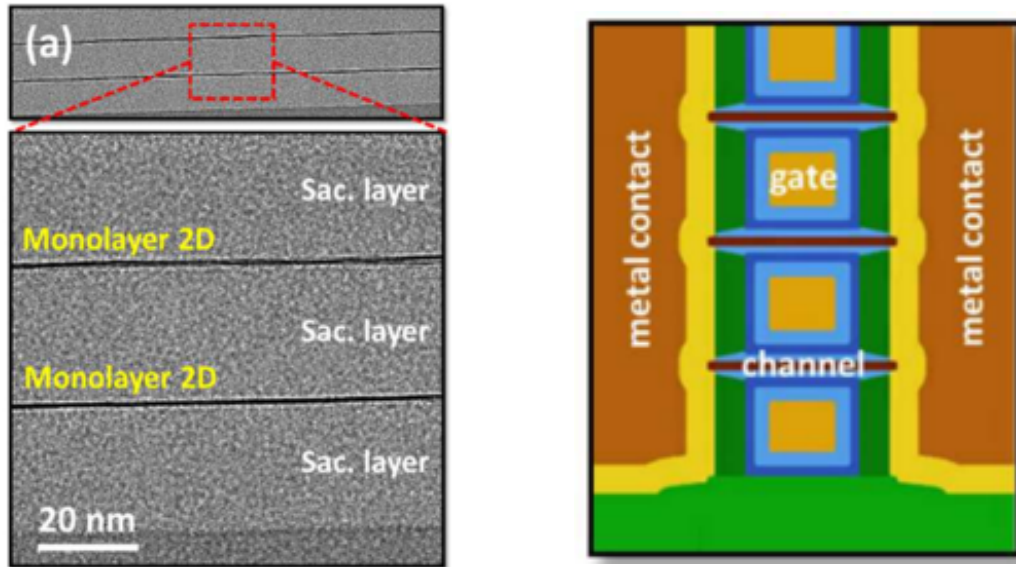 (a)
Sac. layer
Monolayer 2D
Sac. layer
Monolayer 2D
Sac. layer
20 nm
metal contact
gate
channel
metal contact